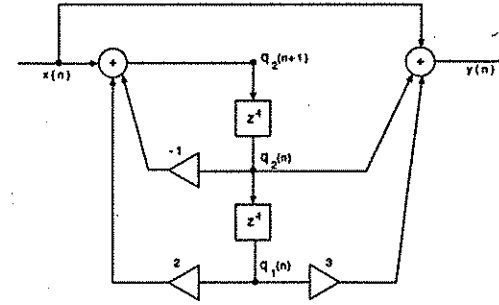 x(n)
+
q₂(n+1)
+
y(n)
z⁻¹
-1
q₂(n)
z⁻¹
2
q₁(n)
3